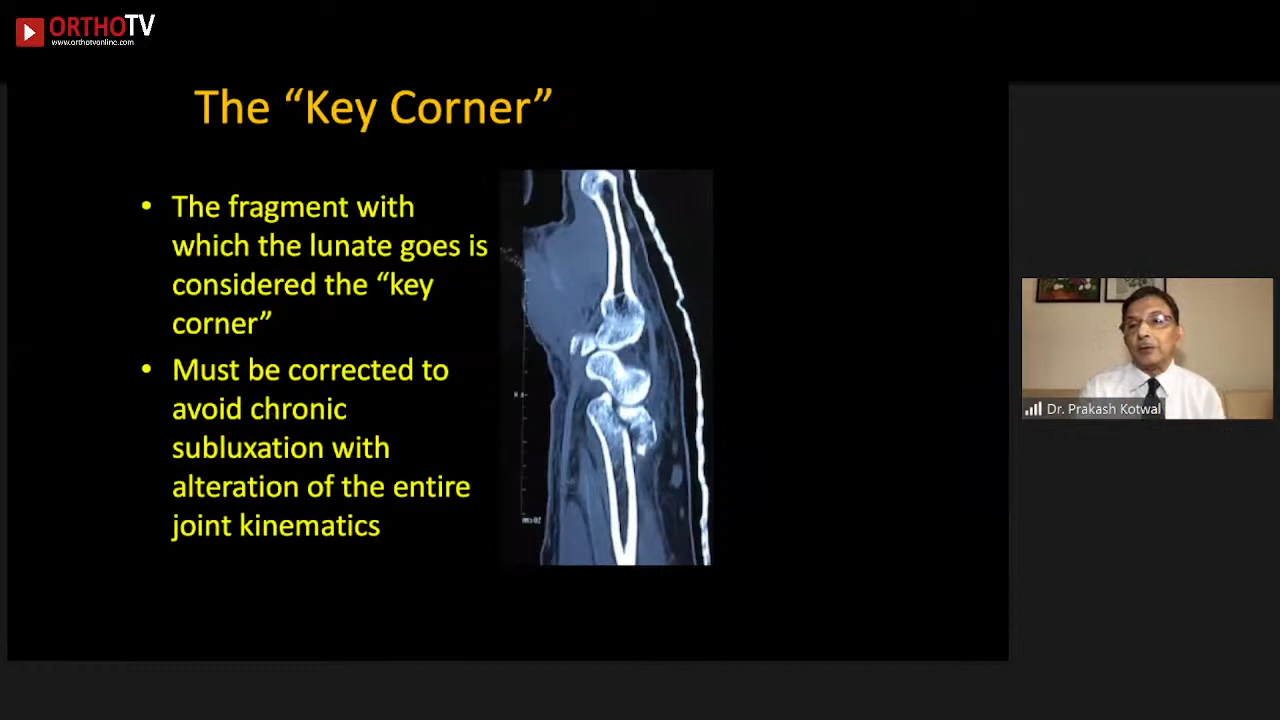 ORTHOTV
www.orthotvonline.com
The “Key Corner”
• The fragment with
which the lunate goes is
considered the “key
corner”
• Must be corrected to
avoid chronic
subluxation with
alteration of the entire
joint kinematics
Dr. Prakash Kotwal